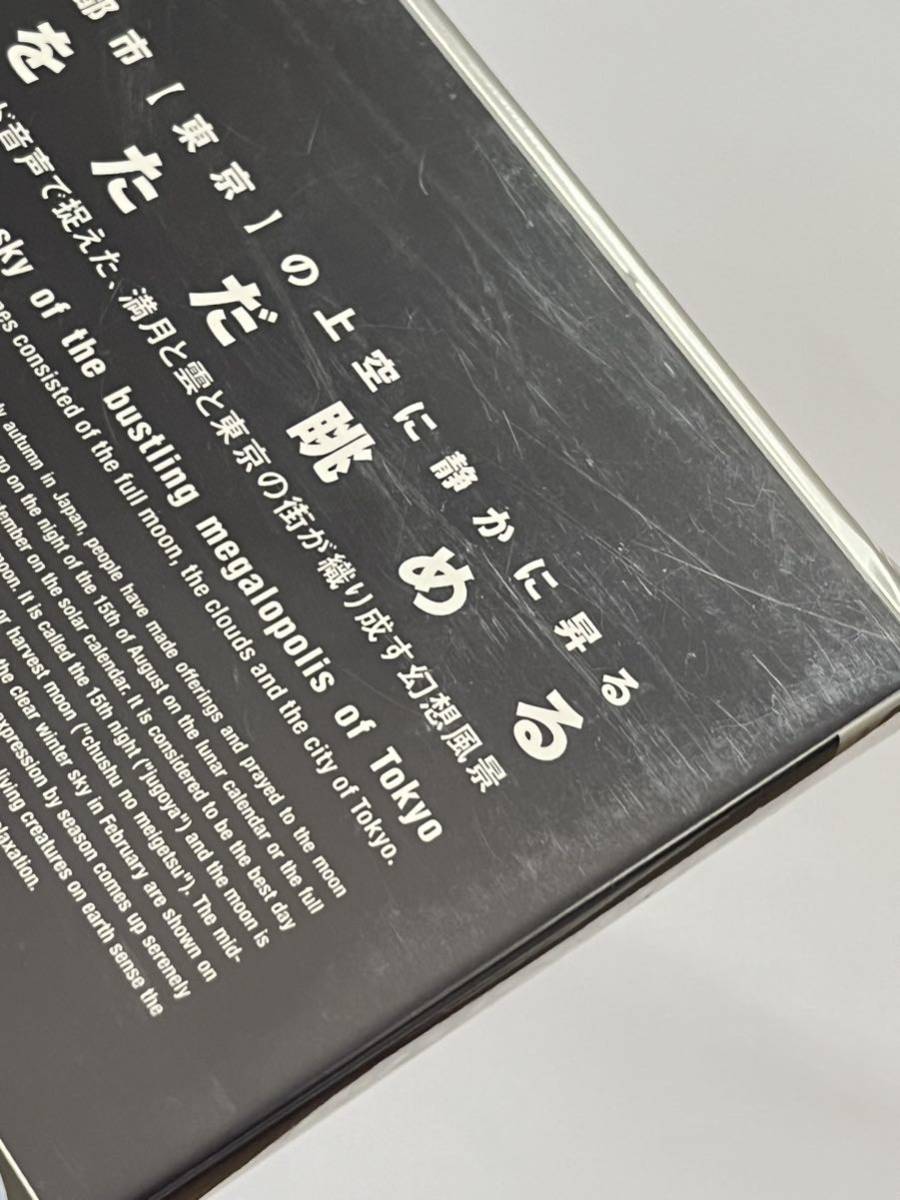 都市【東京】の上空に静かに昇る
をただ眺める
音声で捉えた、満月と雲と東京の街が織り成す幻想風景
sky of the bustling megalopolis of Tokyo
consisted of the full moon, the clouds and the city of Tokyo.
autumn in Japan, people have made offerings and prayed to the moon
go on the night of the 15th of August on the lunar calendar or the full
on the solar calendar. It is considered to be the best day
moon. It is called the 15th night ("jugoya") and the moon is
or harvest moon ("chushu no meigetsu"). The mid-
the clear winter sky in February are shown on
expression by season comes up serenely
living creatures on earth sense the